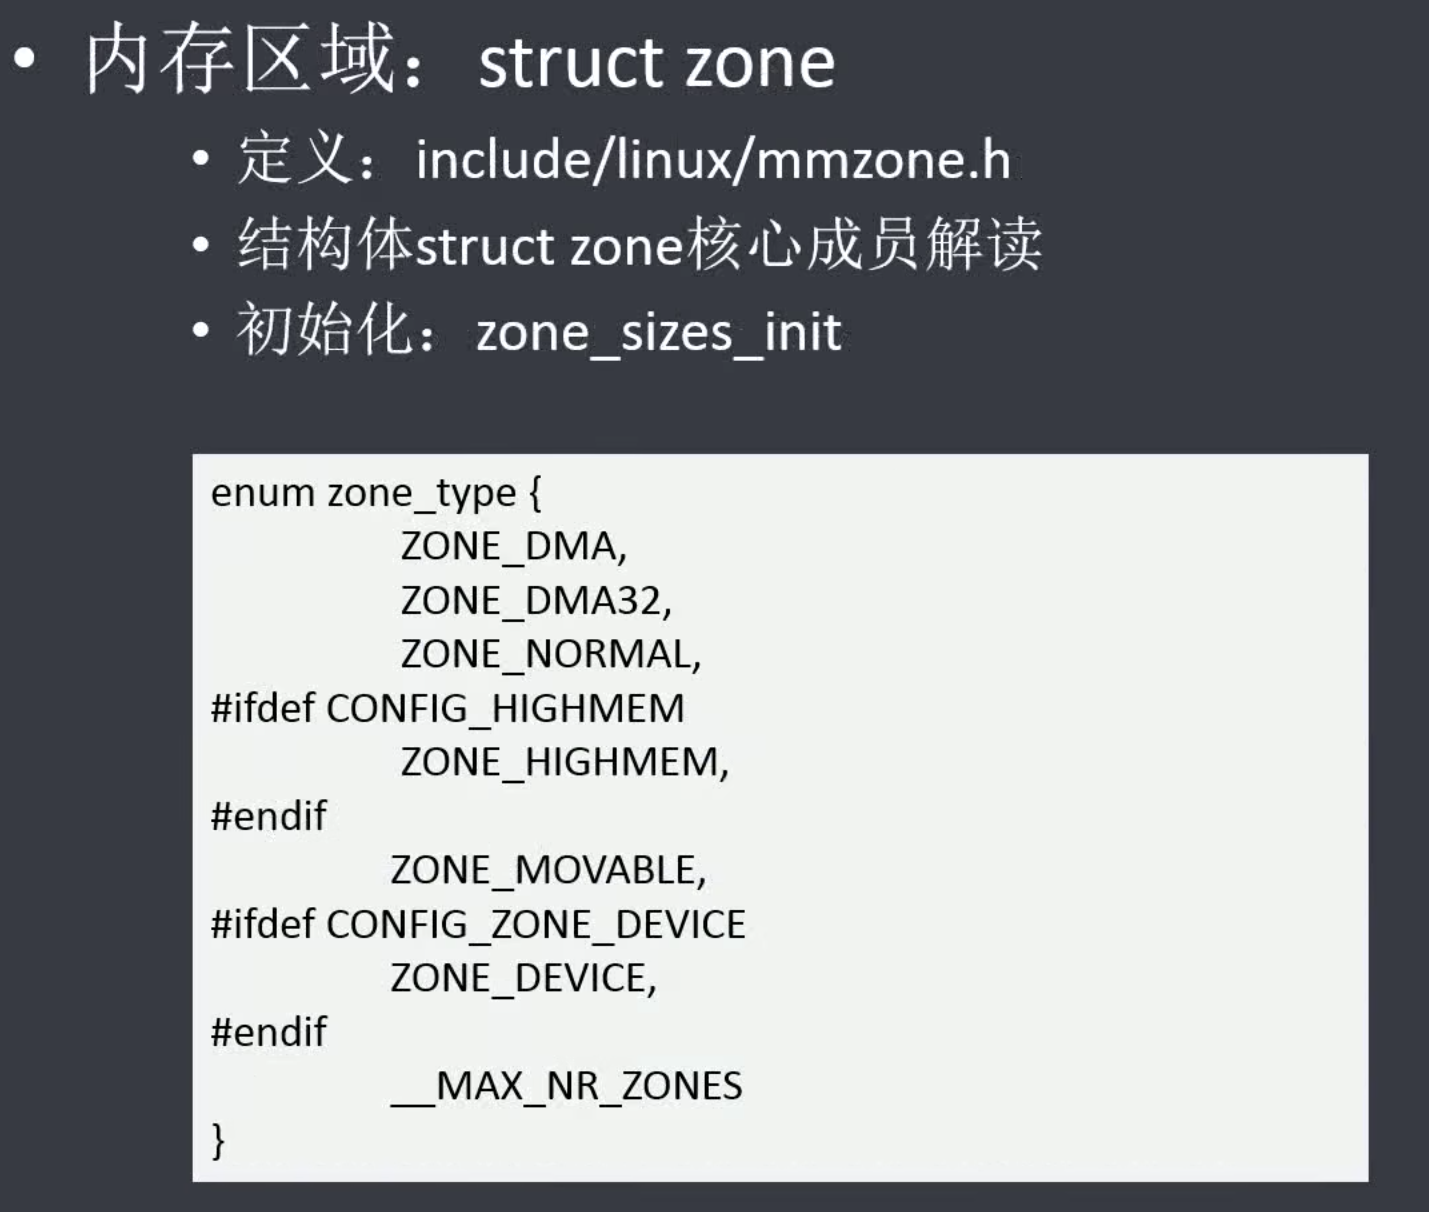 • 内存区域：struct zone
• 定义：include/linux/mmzone.h
• 结构体struct zone核心成员解读
• 初始化：zone_sizes_init
enum zone_type {
ZONE_DMA,
ZONE_DMA32,
ZONE_NORMAL,
#ifdef CONFIG_HIGHMEM
ZONE_HIGHMEM,
#endif
ZONE_MOVABLE,
#ifdef CONFIG_ZONE_DEVICE
ZONE_DEVICE,
#endif
__MAX_NR_ZONES
}